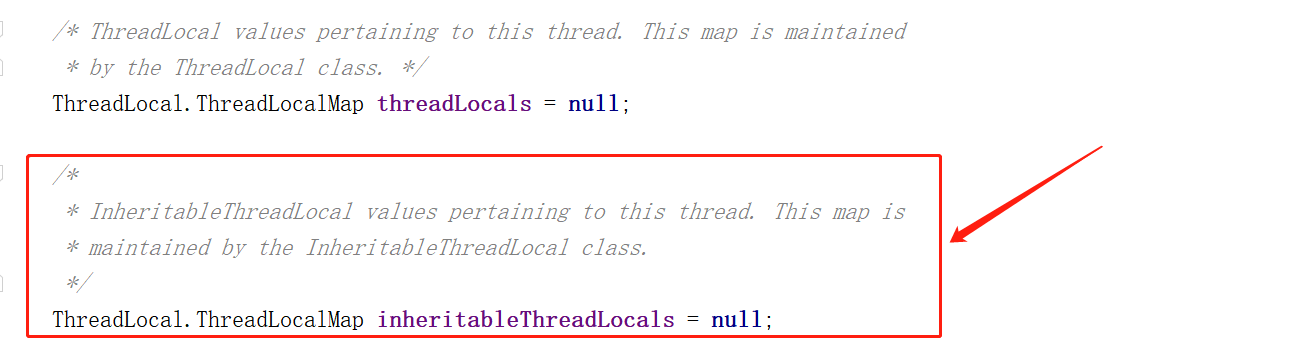 /* ThreadLocal values pertaining to this thread. This map is maintained
* by the ThreadLocal class. */
ThreadLocal.ThreadLocalMap threadLocals = null;
/*
* InheritableThreadLocal values pertaining to this thread. This map is
* maintained by the InheritableThreadLocal class.
*/
ThreadLocal.ThreadLocalMap inheritableThreadLocals = null;